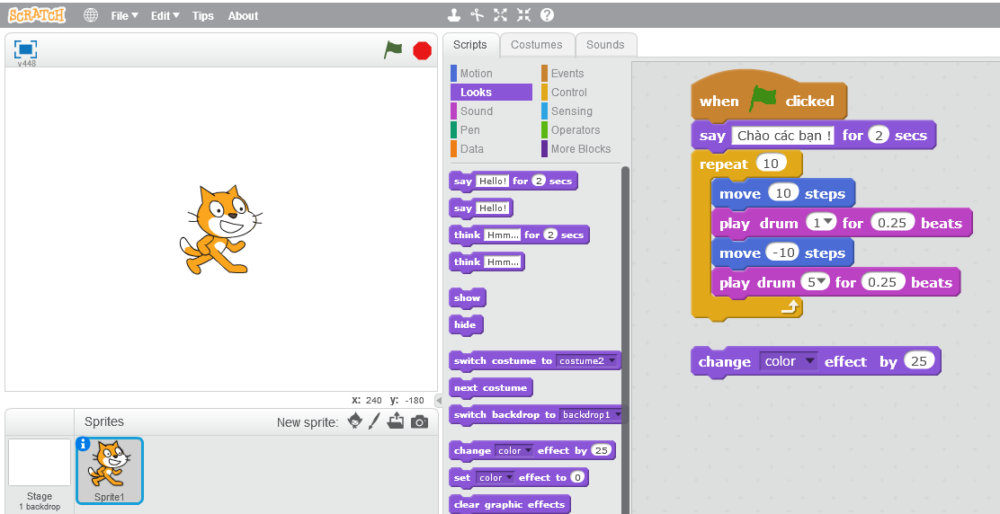 SCRATCH File Edit Tips About
v448
Scripts Costumes Sounds
Motion Events
Looks Control
Sound Sensing
Pen Operators
Data More Blocks
say Hello! for 2 secs
say Hello!
think Hmm... for 2 secs
think Hmm...
show
hide
switch costume to costume2
next costume
switch backdrop to backdrop1
change color effect by 25
set color effect to 0
clear graphic effects
when clicked
say Chào các bạn ! for 2 secs
repeat 10
move 10 steps
play drum 1 for 0.25 beats
move -10 steps
play drum 5 for 0.25 beats
change color effect by 25
x: 240 y: -180
Sprites New sprite:
Stage
1 backdrop
Sprite1